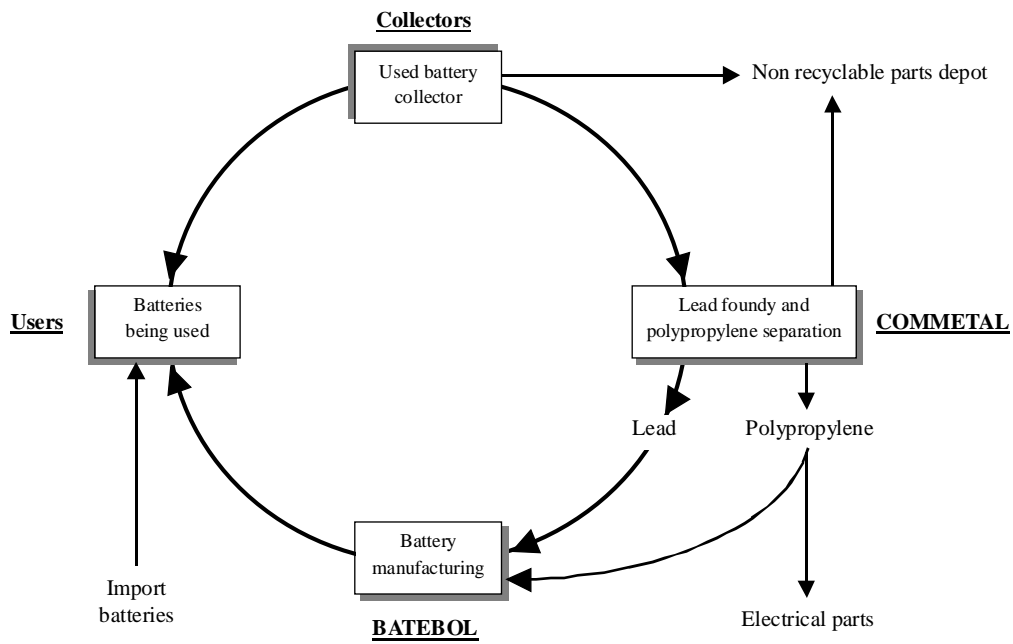 Collectors
Used battery
collector
Non recyclable parts depot
Users
Batteries
being used
Lead foundy and
polypropylene separation
COMMETAL
Lead
Polypropylene
Battery
manufacturing
BATEBOL
Import
batteries
Electrical parts